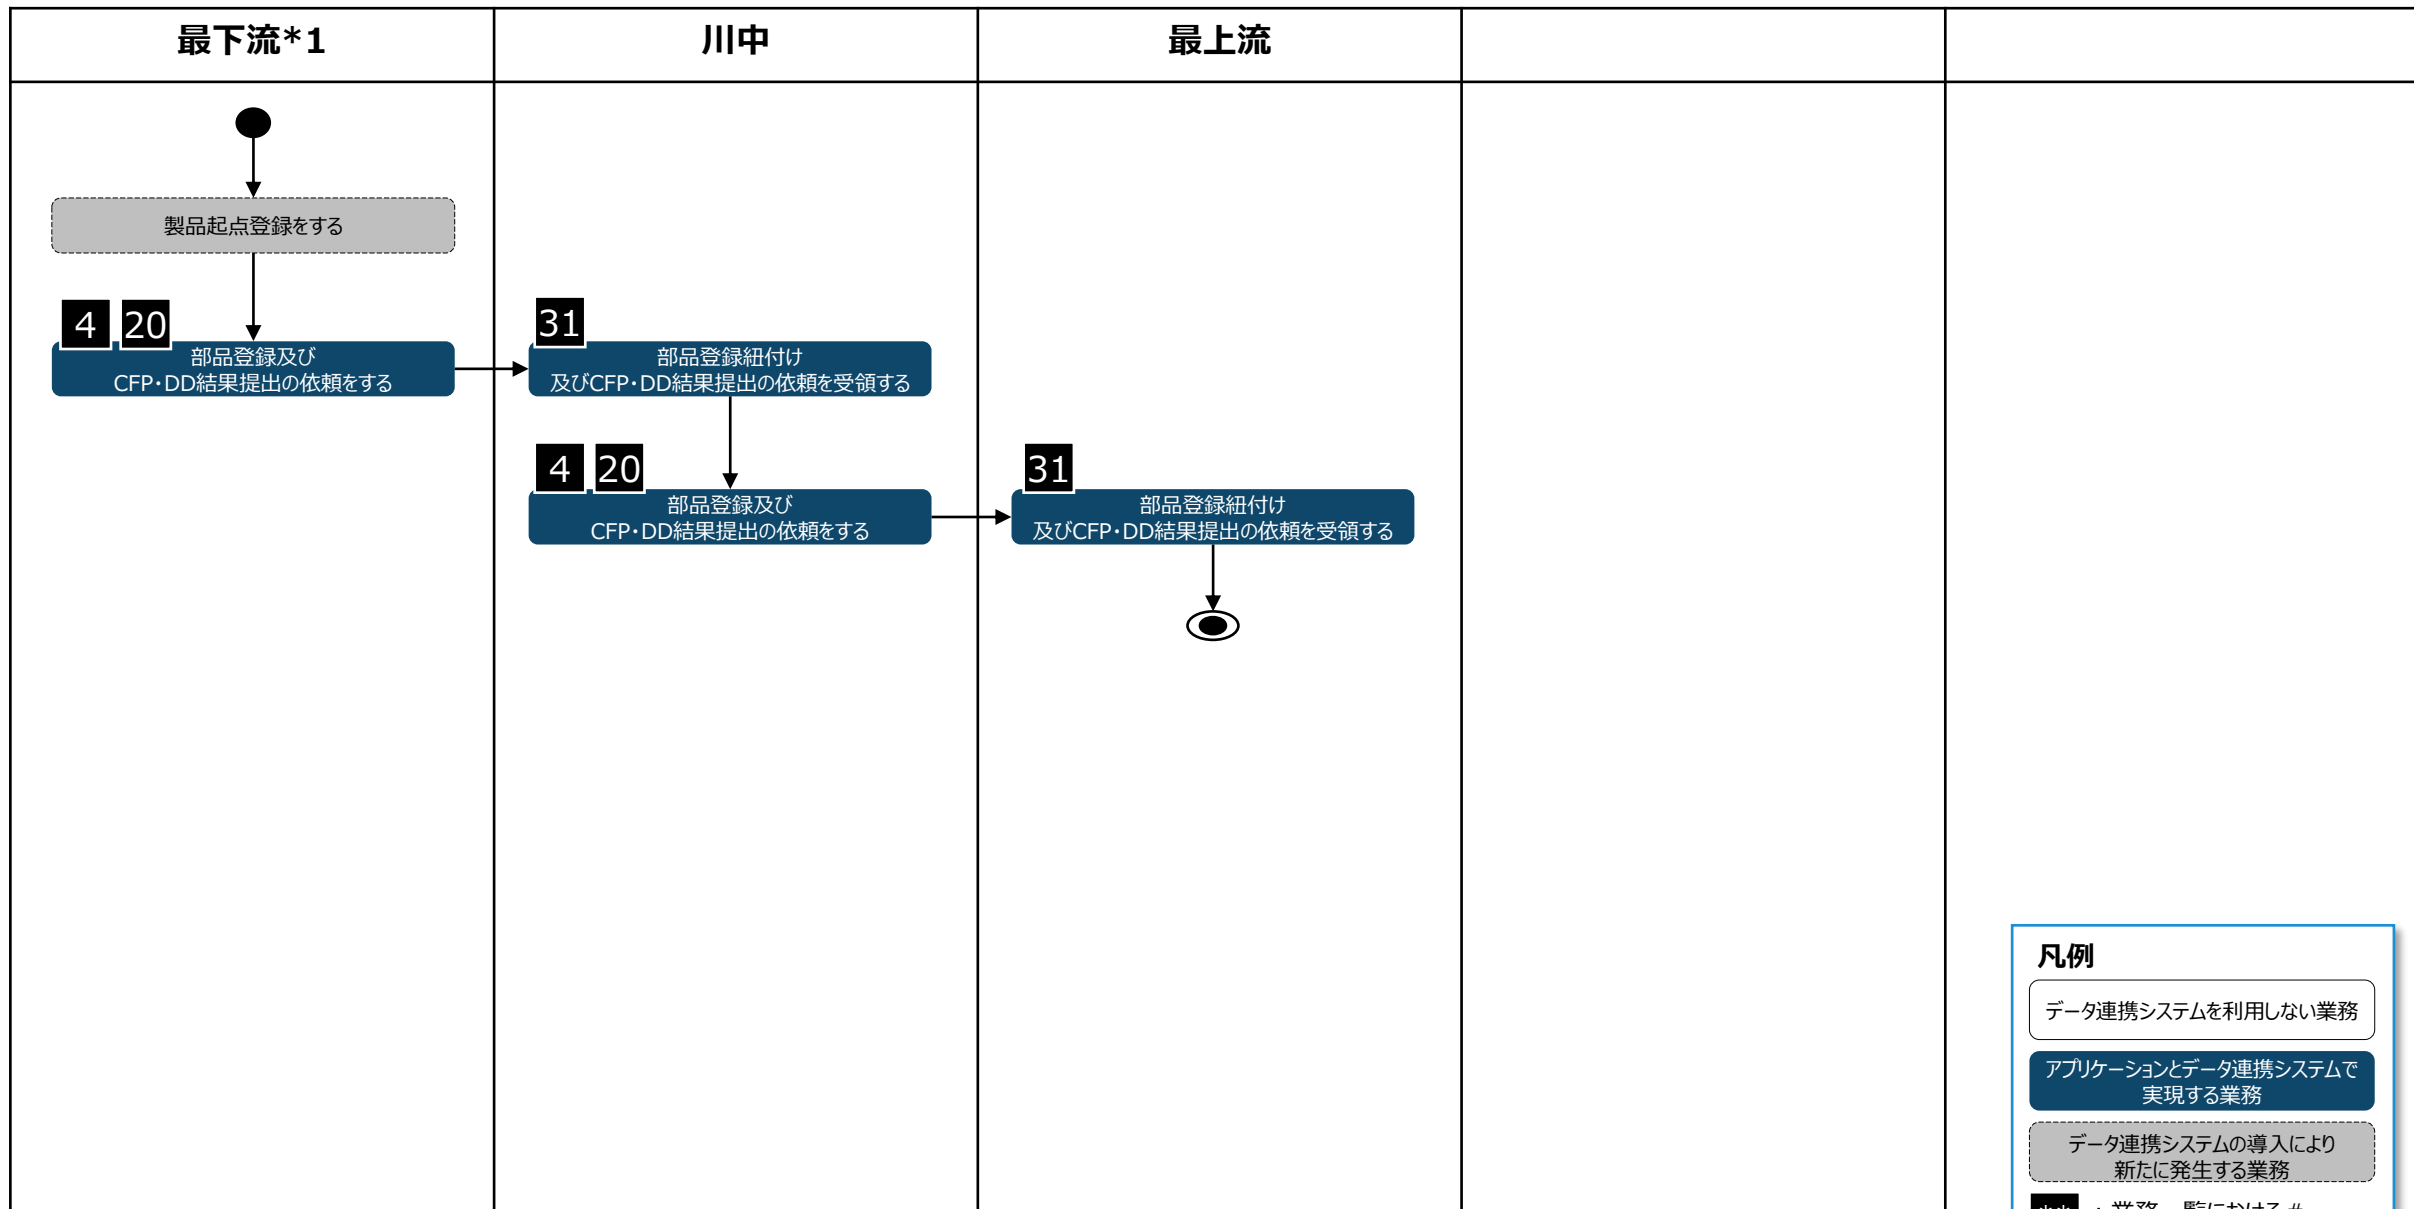 最下流*1
川中
最上流
製品起点登録をする
4 20
部品登録及び
CFP・DD結果提出の依頼をする
31
部品登録紐付け
及びCFP・DD結果提出の依頼を受領する
4 20
部品登録及び
CFP・DD結果提出の依頼をする
31
部品登録紐付け
及びCFP・DD結果提出の依頼を受領する
凡例
データ連携システムを利用しない業務
アプリケーションとデータ連携システムで
実現する業務
データ連携システムの導入により
新たに発生する業務